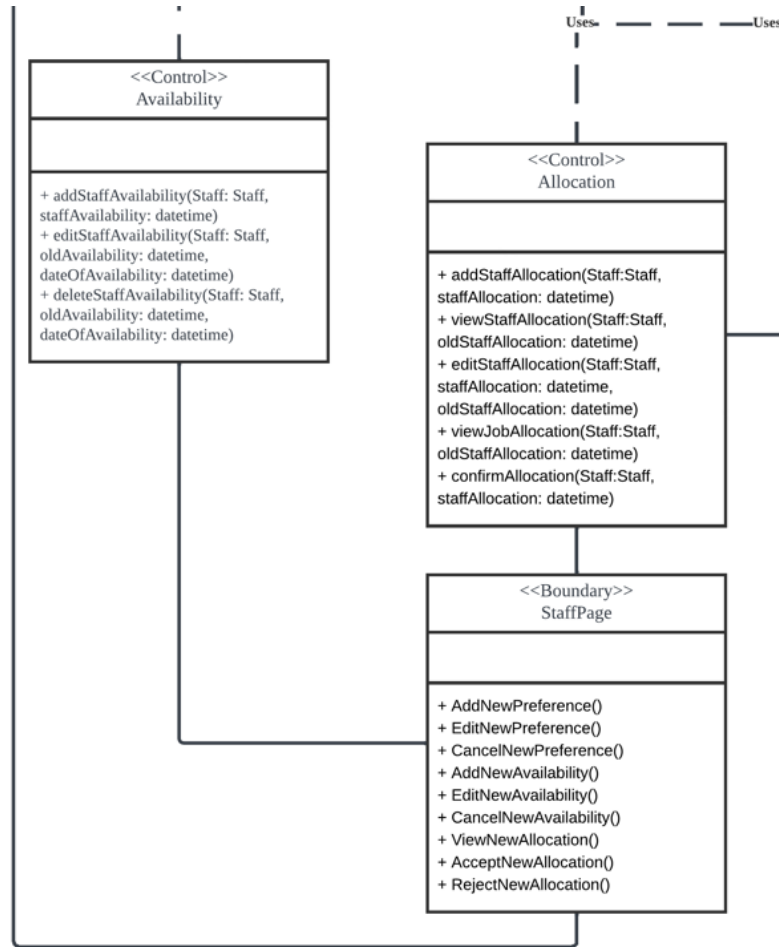 Uses
Uses
<<Control>>
Availability
+ addStaffAvailability(Staff: Staff,
staffAvailability: datetime)
+ editStaffAvailability(Staff: Staff,
oldAvailability: datetime,
dateOfAvailability: datetime)
+ deleteStaffAvailability(Staff: Staff,
oldAvailability: datetime,
dateOfAvailability: datetime)
<<Control>>
Allocation
+ addStaffAllocation(Staff:Staff,
staffAllocation: datetime)
+ viewStaffAllocation(Staff:Staff,
oldStaffAllocation: datetime)
+ editStaffAllocation(Staff:Staff,
staffAllocation: datetime,
oldStaffAllocation: datetime)
+ viewJobAllocation(Staff:Staff,
oldStaffAllocation: datetime)
+ confirmAllocation(Staff:Staff,
staffAllocation: datetime)
<<Boundary>>
StaffPage
+ AddNewPreference()
+ EditNewPreference()
+ CancelNewPreference()
+ AddNewAvailability()
+ EditNewAvailability()
+ CancelNewAvailability()
+ ViewNewAllocation()
+ AcceptNewAllocation()
+ RejectNewAllocation()